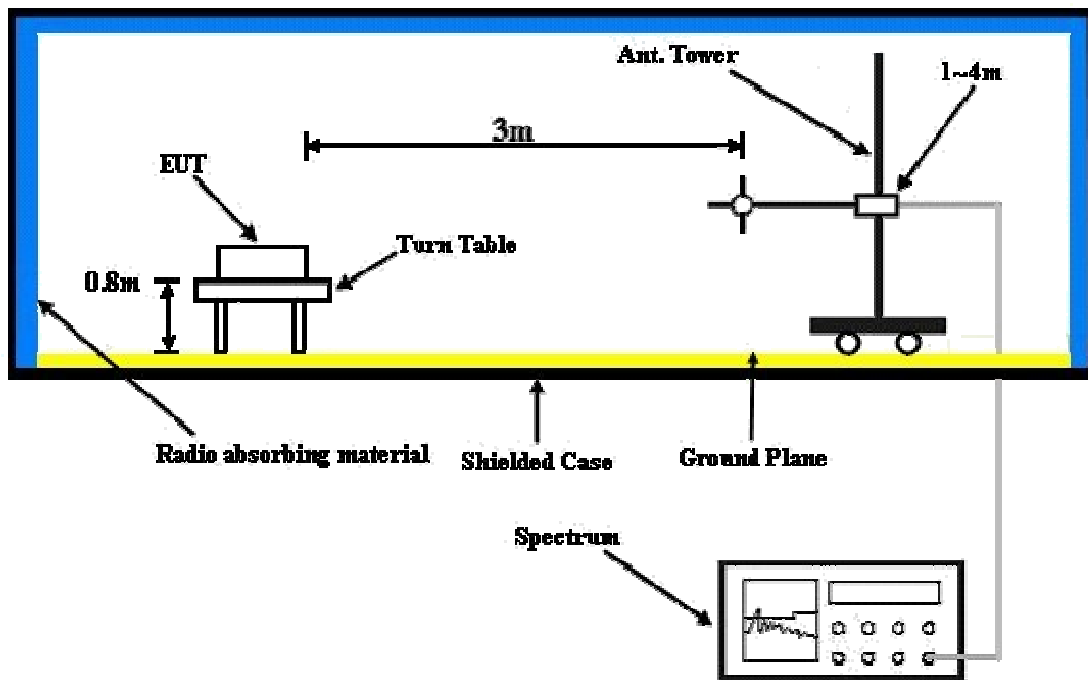 Ant. Tower
1~4m
3m
EUT
Turn Table
0.8m
Radio absorbing material
Shielded Case
Ground Plane
Spectrum